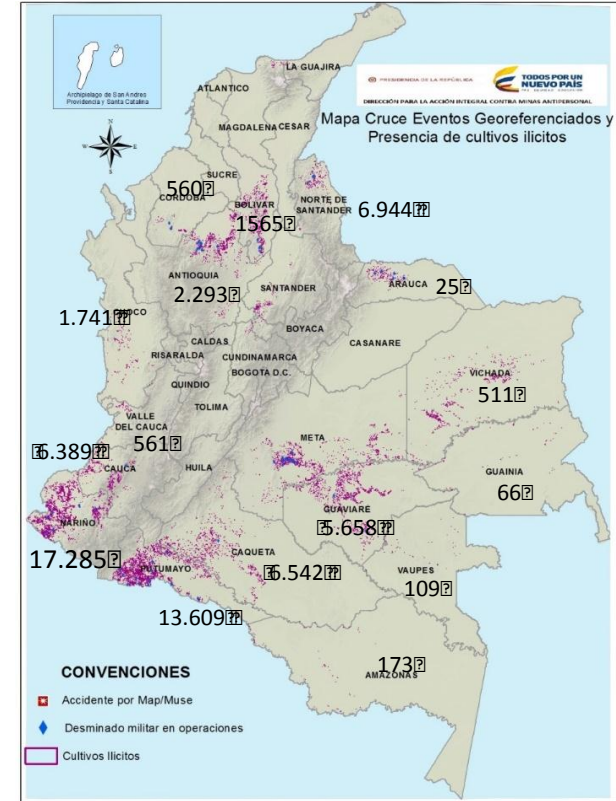 LA GUAJIRA
PRESIDENCIA DE LA REPÚBLICA
TODOS POR UN
NUEVO PAÍS
DIRECCIÓN PARA LA ACCIÓN INTEGRAL CONTRA MINAS ANTIPERSONAL
Mapa Cruce Eventos Georeferenciados y
Presencia de cultivos ilicitos
Archipielago de San Andres
Providencia y Santa Catalina
N
W
E
S
ATLANTICO
MAGDALENA
CESAR
SUCRE
560
CORDOBA
BOLIVAR
1565
NORTE DE
SANTANDER
6.944
ANTIOQUIA
2.293
SANTANDER
ARAUCA
25
1.741
CHOCO
BOYACA
CASANARE
CALDAS
RISARALDA
CUNDINAMARCA
BOGOTA D.C.
QUINDIO
TOLIMA
VICHADA
511
VALLE
DEL CAUCA
561
META
6.389
CAUCA
HUILA
GUAINIA
66
NARIÑO
GUAVIARE
5.658
17.285
PUTUMAYO
CAQUETA
6.542
VAUPES
109
13.609
173
AMAZONAS
CONVENCIONES
Accidente por Map/Muse
Desminado militar en operaciones
Cultivos Ilicitos